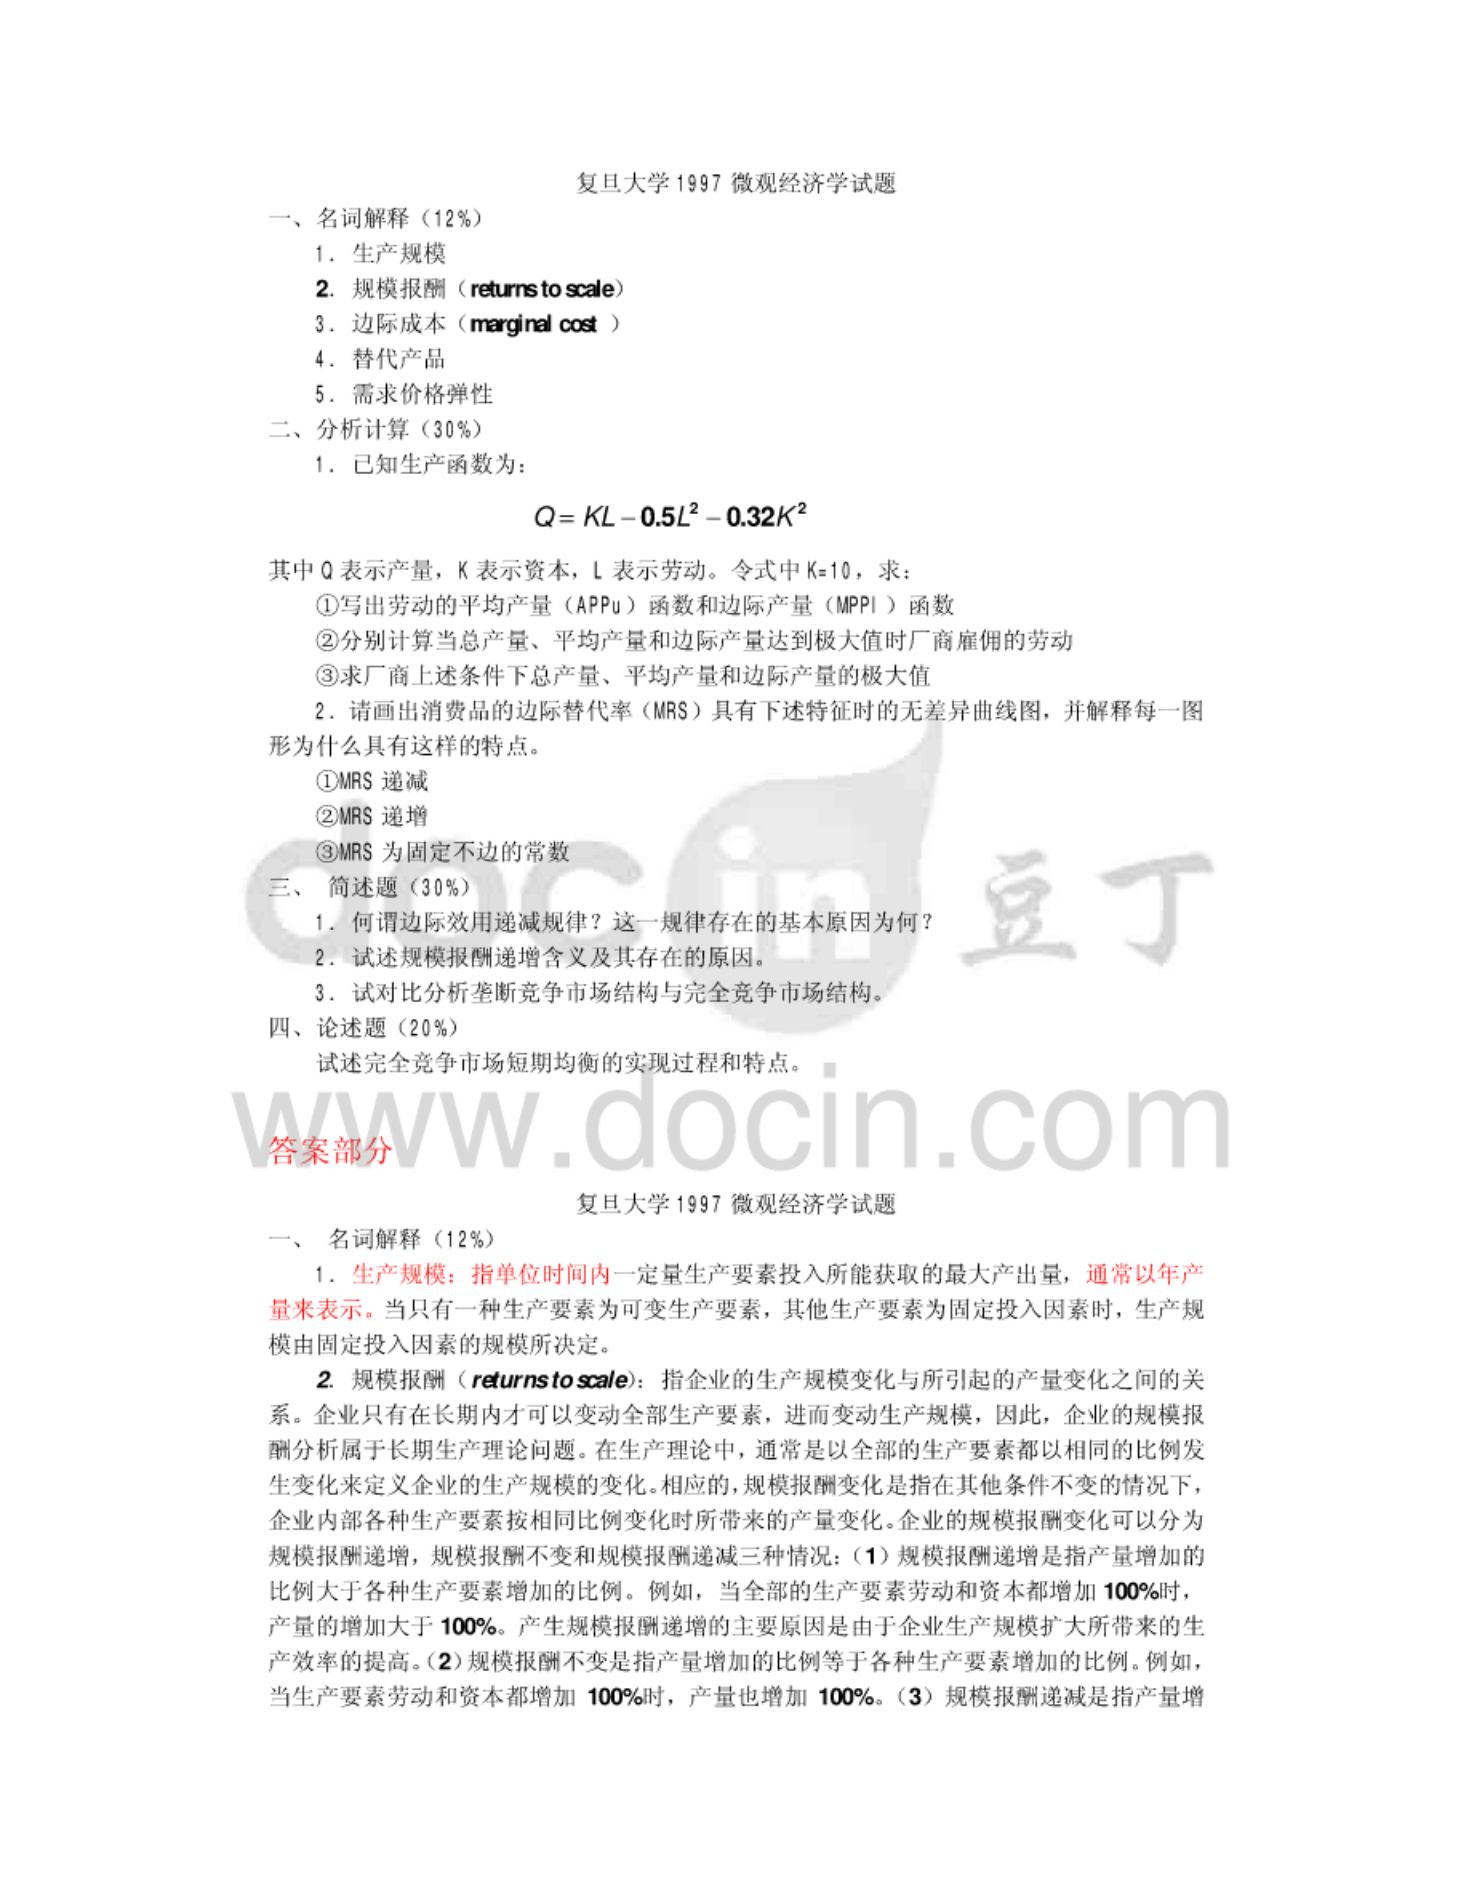 复旦大学1997 微观经济学试题
一、名词解释（12%）
1. 生产规模
2. 规模报酬（returns to scale）
3. 边际成本（marginal cost ）
4. 替代产品
5. 需求价格弹性
二、分析计算（30%）
1. 已知生产函数为：
Q = KL − 0.5L² − 0.32K²
其中 Q 表示产量，K 表示资本，L 表示劳动。令式中 K=10，求：
①写出劳动的平均产量（APPu）函数和边际产量（MPPl ）函数
②分别计算当总产量、平均产量和边际产量达到极大值时厂商雇佣的劳动
③求厂商上述条件下总产量、平均产量和边际产量的极大值
2. 请画出消费品的边际替代率（MRS）具有下述特征时的无差异曲线图，并解释每一图
形为什么具有这样的特点。
①MRS 递减
②MRS 递增
③MRS 为固定不边的常数
三、 简述题（30%）
1. 何谓边际效用递减规律？这一规律存在的基本原因为何？
2. 试述规模报酬递增含义及其存在的原因。
3. 试对比分析垄断竞争市场结构与完全竞争市场结构。
四、论述题（20%）
试述完全竞争市场短期均衡的实现过程和特点。
docin 豆丁
www.docin.com
答案部分
复旦大学1997 微观经济学试题
一、 名词解释（12%）
1. 生产规模：指单位时间内一定量生产要素投入所能获取的最大产出量，通常以年产
量来表示。当只有一种生产要素为可变生产要素，其他生产要素为固定投入因素时，生产规
模由固定投入因素的规模所决定。
2. 规模报酬（returns to scale）：指企业的生产规模变化与所引起的产量变化之间的关
系。企业只有在长期内才可以变动全部生产要素，进而变动生产规模，因此，企业的规模报
酬分析属于长期生产理论问题。在生产理论中，通常是以全部的生产要素都以相同的比例发
生变化来定义企业的生产规模的变化。相应的，规模报酬变化是指在其他条件不变的情况下，
企业内部各种生产要素按相同比例变化时所带来的产量变化。企业的规模报酬变化可以分为
规模报酬递增，规模报酬不变和规模报酬递减三种情况：（1）规模报酬递增是指产量增加的
比例大于各种生产要素增加的比例。例如，当全部的生产要素劳动和资本都增加 100%时，
产量的增加大于 100%。产生规模报酬递增的主要原因是由于企业生产规模扩大所带来的生
产效率的提高。（2）规模报酬不变是指产量增加的比例等于各种生产要素增加的比例。例如，
当生产要素劳动和资本都增加 100%时，产量也增加 100%。（3）规模报酬递减是指产量增